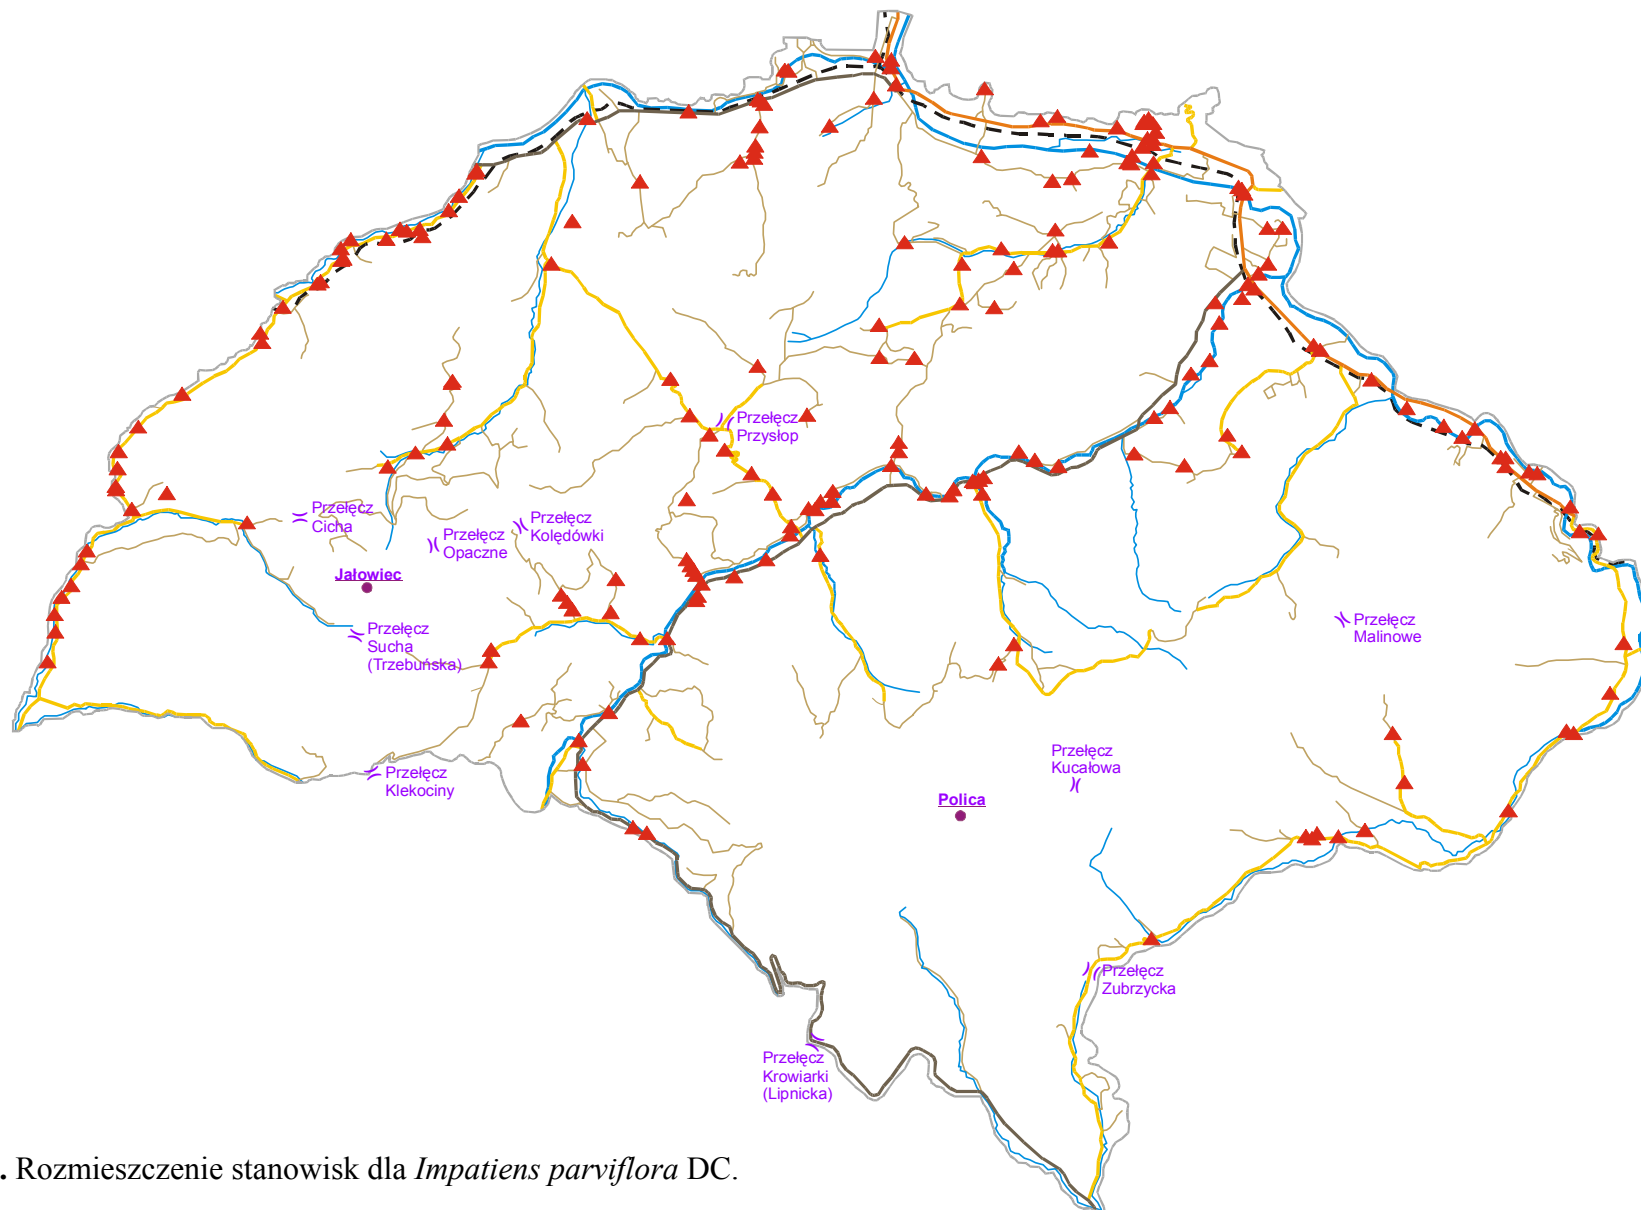 Przełęcz
Przysłop
Przełęcz
Cicha
Przełęcz
Opaczne
Przełęcz
Kolędówki
Jałowiec
Przełęcz
Sucha
(Trzebuńska)
Przełęcz
Malinowe
Przełęcz
Klekociny
Przełęcz
Kucałowa
Polica
Przełęcz
Zubrzycka
Przełęcz
Krowiarki
(Lipnicka)
. Rozmieszczenie stanowisk dla Impatiens parviflora DC.